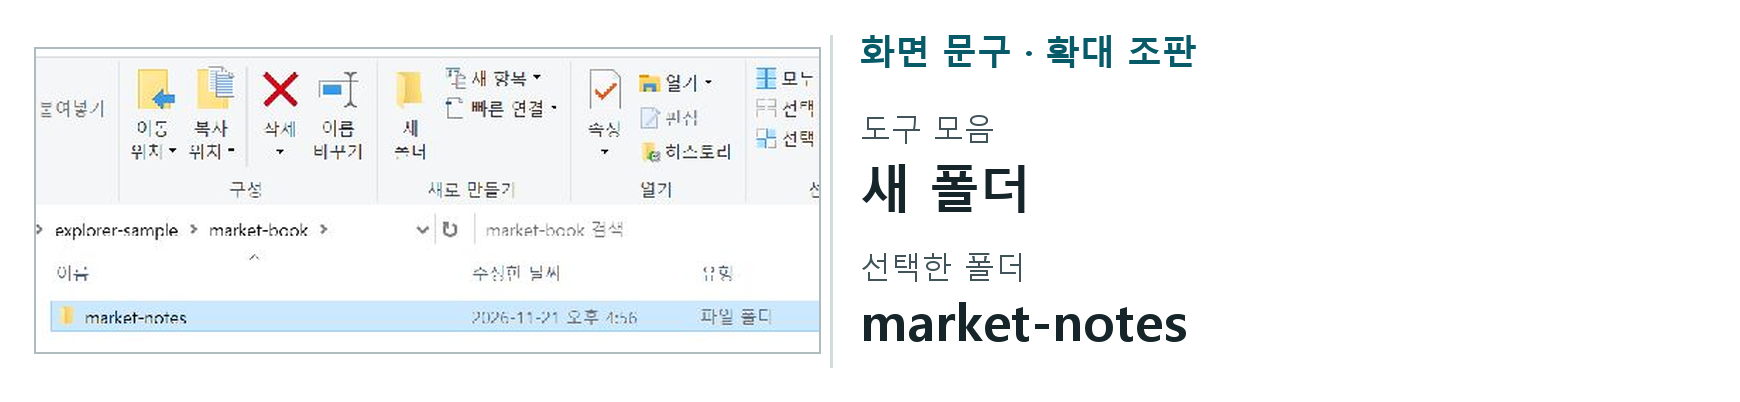 붙여넣기
이동 위치
복사 위치
삭제
이름 바꾸기
새 폴더
새 항목
빠른 연결
속성
열기
편집
히스토리
모두
선택
선택
구성
새로 만들기
열기
explorer-sample > market-book >
market-book 검색
이름
수정한 날짜
유형
market-notes
2026-11-21 오후 4:56
파일 폴더
화면 문구 · 확대 조판
도구 모음
새 폴더
선택한 폴더
market-notes